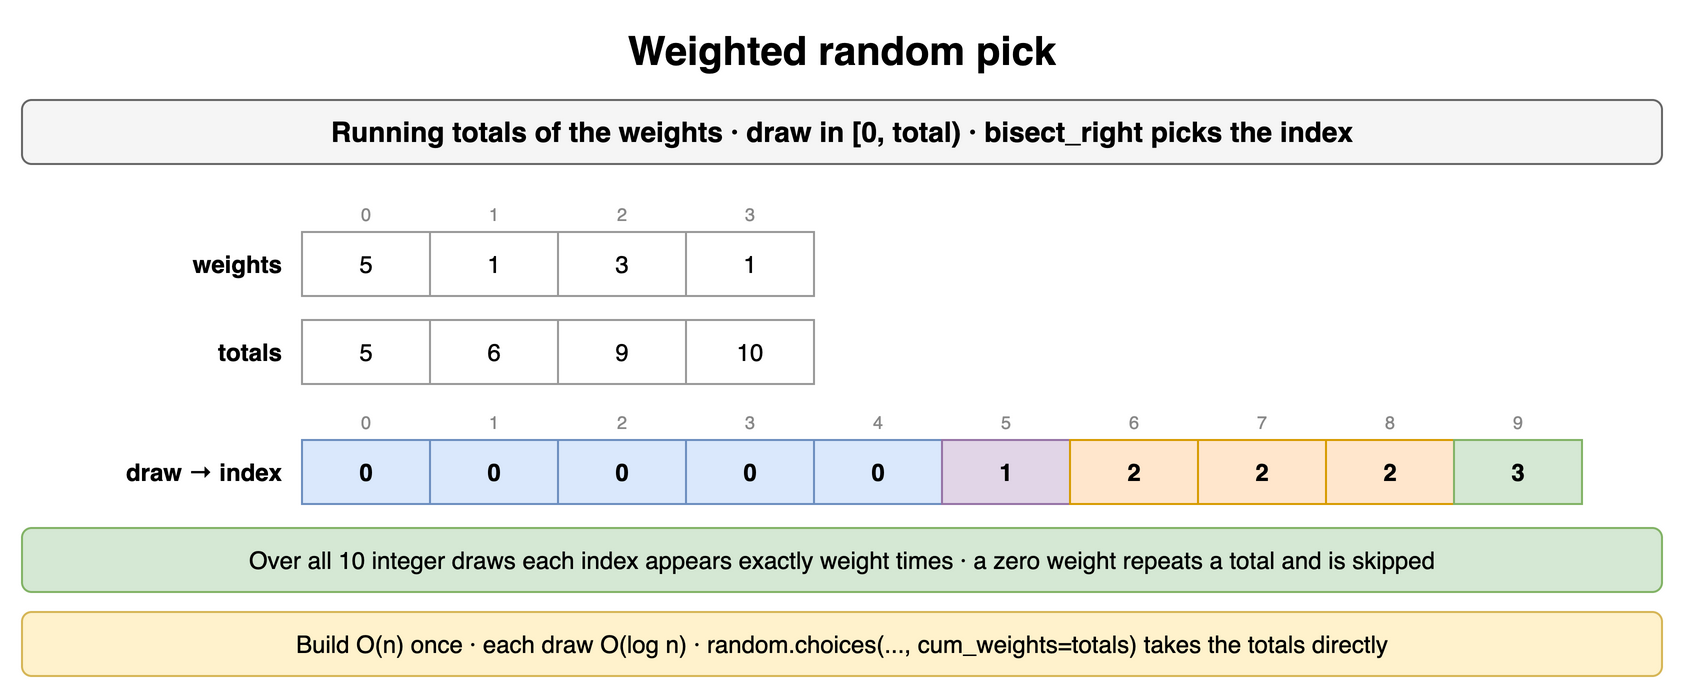 Weighted random pick
Running totals of the weights · draw in [0, total) · bisect_right picks the index
0 1 2 3
weights 5 1 3 1
totals 5 6 9 10
0 1 2 3 4 5 6 7 8 9
draw → index 0 0 0 0 0 1 2 2 2 3
Over all 10 integer draws each index appears exactly weight times · a zero weight repeats a total and is skipped
Build O(n) once · each draw O(log n) · random.choices(..., cum_weights=totals) takes the totals directly